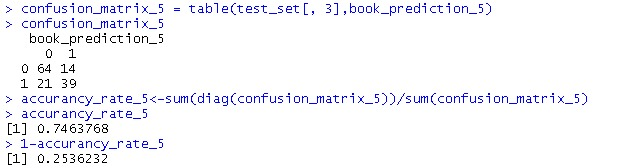 > confusion_matrix_5 = table(test_set[, 3],book_prediction_5)
> confusion_matrix_5
   book_prediction_5
     0  1
  0 64 14
  1 21 39
> accurancy_rate_5<-sum(diag(confusion_matrix_5))/sum(confusion_matrix_5)
> accurancy_rate_5
[1] 0.7463768
> 1-accurancy_rate_5
[1] 0.2536232